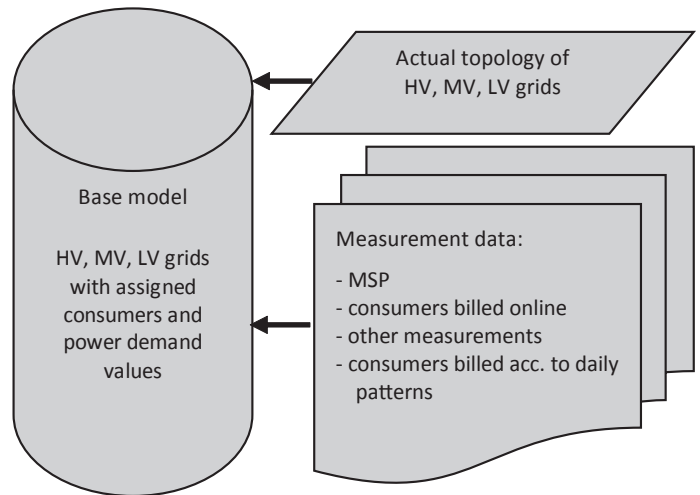 Actual topology of
HV, MV, LV grids
Base model
HV, MV, LV grids
with assigned
consumers and
power demand
values
Measurement data:
- MSP
- consumers billed online
- other measurements
- consumers billed acc. to daily
patterns